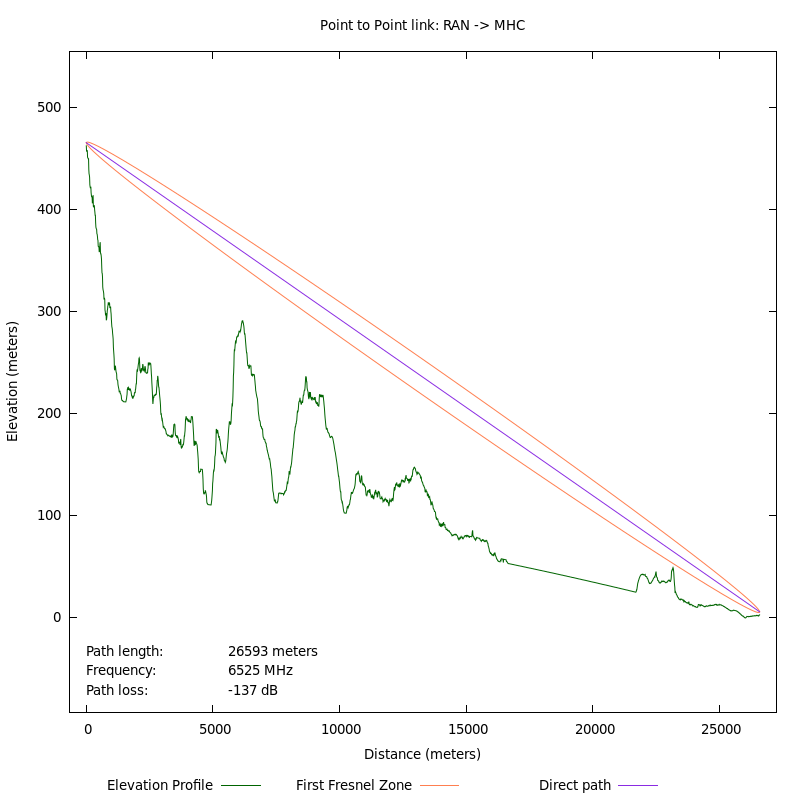 Point to Point link: RAN -> MHC
500
400
300
200
100
0
Elevation (meters)
Path length: 26593 meters
Frequency: 6525 MHz
Path loss: -137 dB
0 5000 10000 15000 20000 25000
Distance (meters)
Elevation Profile First Fresnel Zone Direct path